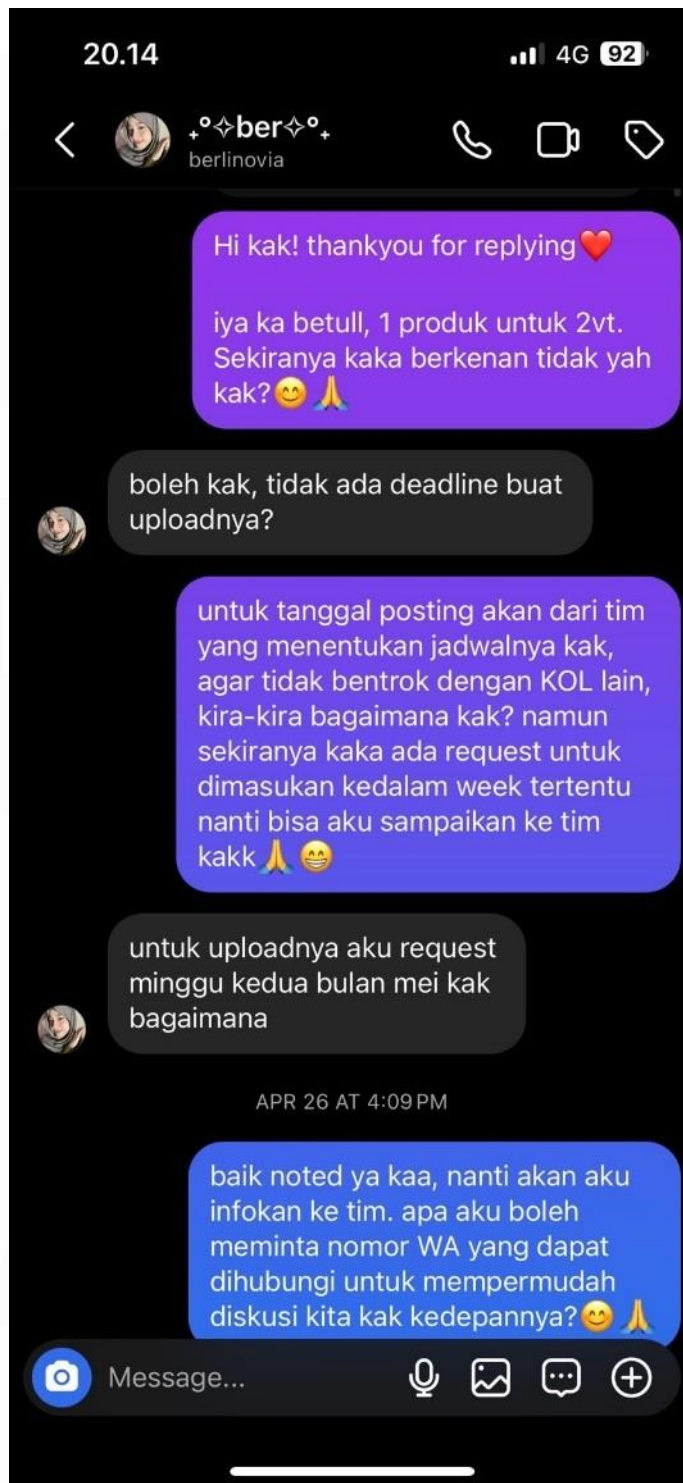 20.14
4G 92
₊°✧ber✧°₊
berlinovia
Hi kak! thankyou for replying❤️
iya ka betull, 1 produk untuk 2vt.
Sekiranya kaka berkenan tidak yah
kak?😊🙏
boleh kak, tidak ada deadline buat
uploadnya?
untuk tanggal posting akan dari tim
yang menentukan jadwalnya kak,
agar tidak bentrok dengan KOL lain,
kira-kira bagaimana kak? namun
sekiranya kaka ada request untuk
dimasukan kedalam week tertentu
nanti bisa aku sampaikan ke tim
kakk🙏😁
untuk uploadnya aku request
minggu kedua bulan mei kak
bagaimana
APR 26 AT 4:09 PM
baik noted ya kaa, nanti akan aku
infokan ke tim. apa aku boleh
meminta nomor WA yang dapat
dihubungi untuk mempermudah
diskusi kita kak kedepannya?😊🙏
Message...